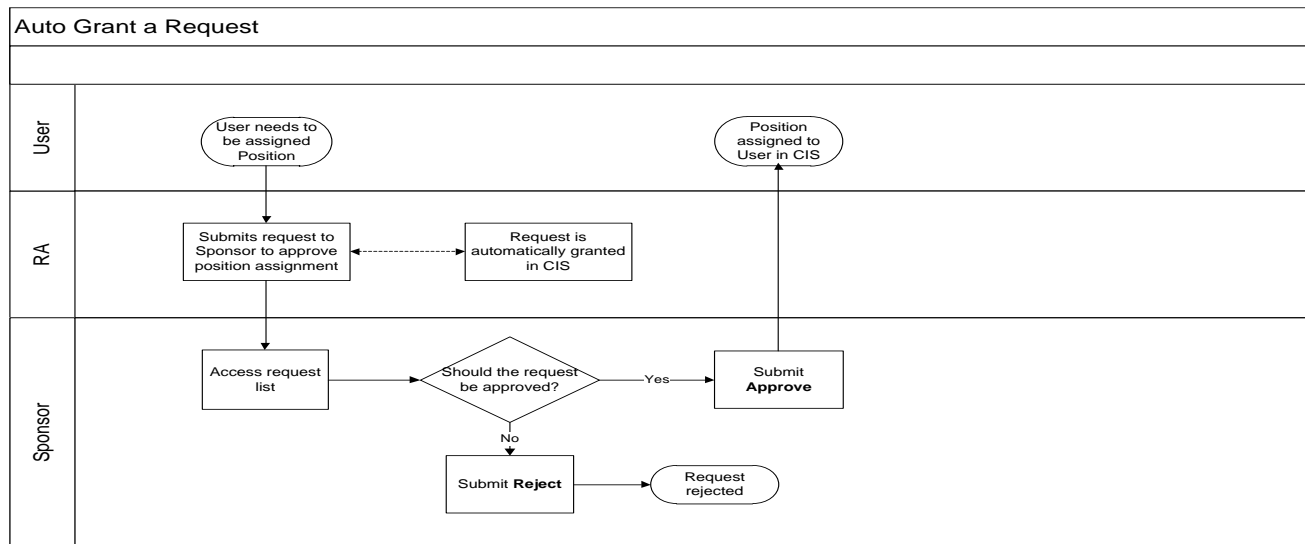 Auto Grant a Request
User
User needs to
be assigned
Position
Position
assigned to
User in CIS
RA
Submits request to
Sponsor to approve
position assignment
Request is
automatically granted
in CIS
Sponsor
Access request
list
Should the request
be approved?
Yes
Submit
Approve
No
Submit Reject
Request
rejected